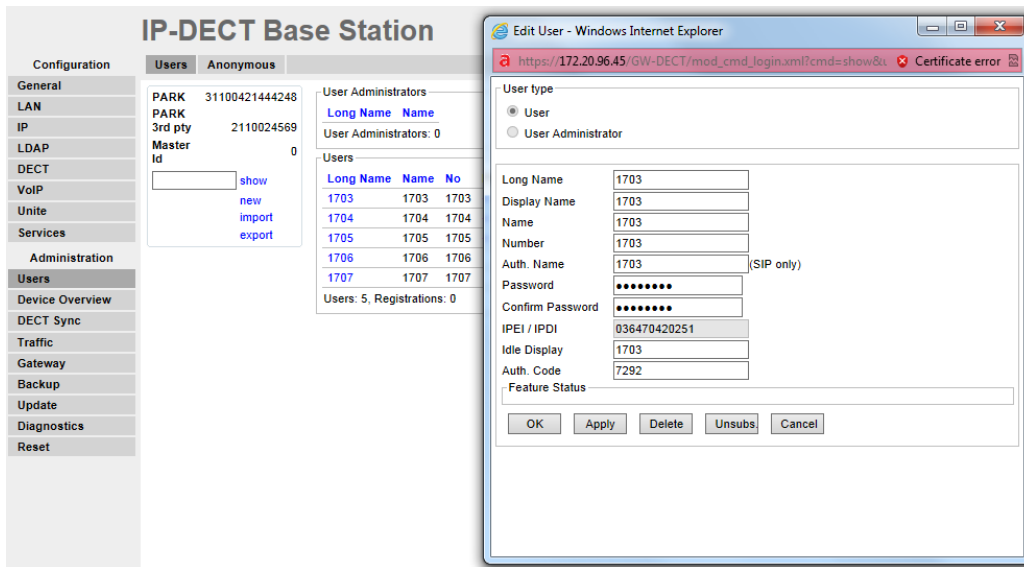 IP-DECT Base Station
Configuration
General
LAN
IP
LDAP
DECT
VoIP
Unite
Services
Administration
Users
Device Overview
DECT Sync
Traffic
Gateway
Backup
Update
Diagnostics
Reset
Users Anonymous
PARK 31100421444248
PARK
3rd pty 2110024569
Master
Id 0
show
new
import
export
User Administrators
Long Name Name
User Administrators: 0
Users
Long Name Name No
1703 1703 1703
1704 1704 1704
1705 1705 1705
1706 1706 1706
1707 1707 1707
Users: 5, Registrations: 0
Edit User - Windows Internet Explorer
https://172.20.96.45/GW-DECT/mod_cmd_login.xml?cmd=show&u Certificate error
User type
User
User Administrator
Long Name 1703
Display Name 1703
Name 1703
Number 1703
Auth. Name 1703 (SIP only)
Password ••••••••
Confirm Password ••••••••
IPEI / IPDI 036470420251
Idle Display 1703
Auth. Code 7292
Feature Status
OK Apply Delete Unsubs. Cancel